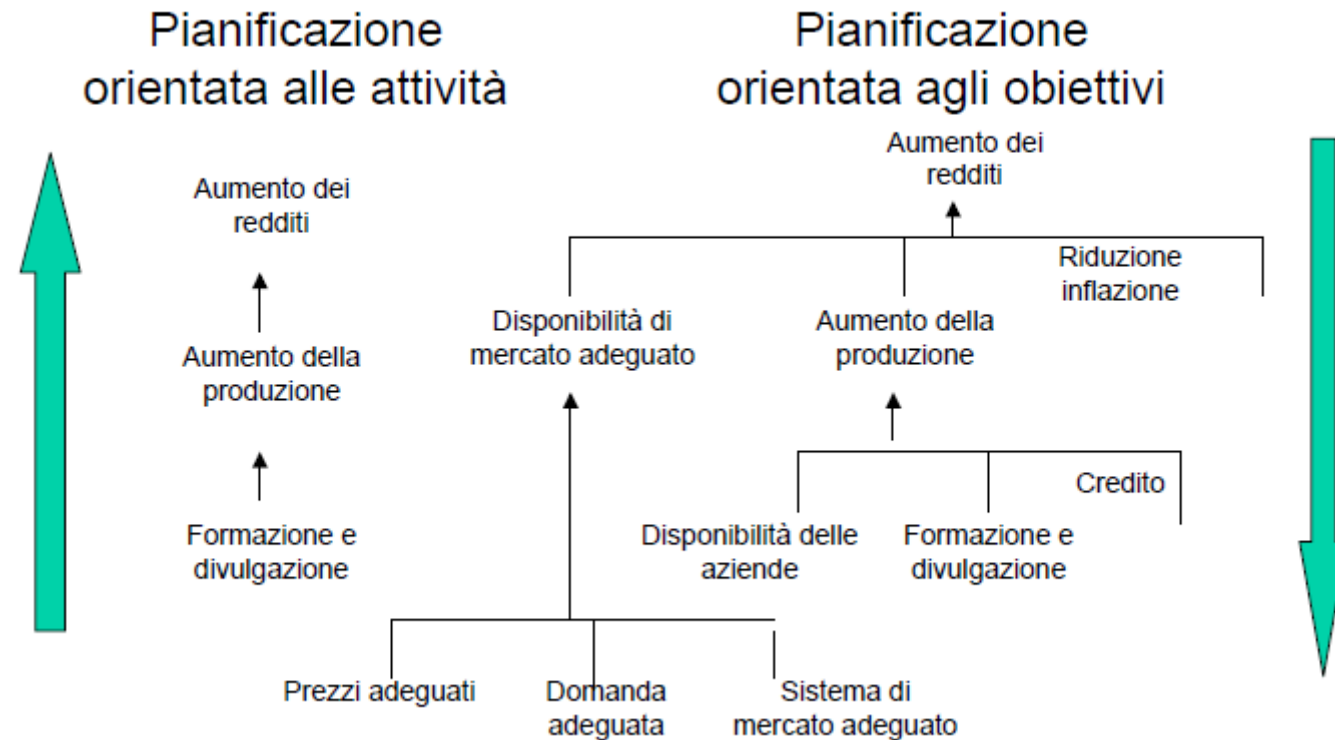 Pianificazione
orientata alle attività
Pianificazione
orientata agli obiettivi
Aumento dei
redditi
Aumento della
produzione
Formazione e
divulgazione
Aumento dei
redditi
Riduzione
inflazione
Disponibilità di
mercato adeguato
Aumento della
produzione
Credito
Disponibilità delle
aziende
Formazione e
divulgazione
Prezzi adeguati
Domanda
adeguata
Sistema di
mercato adeguato